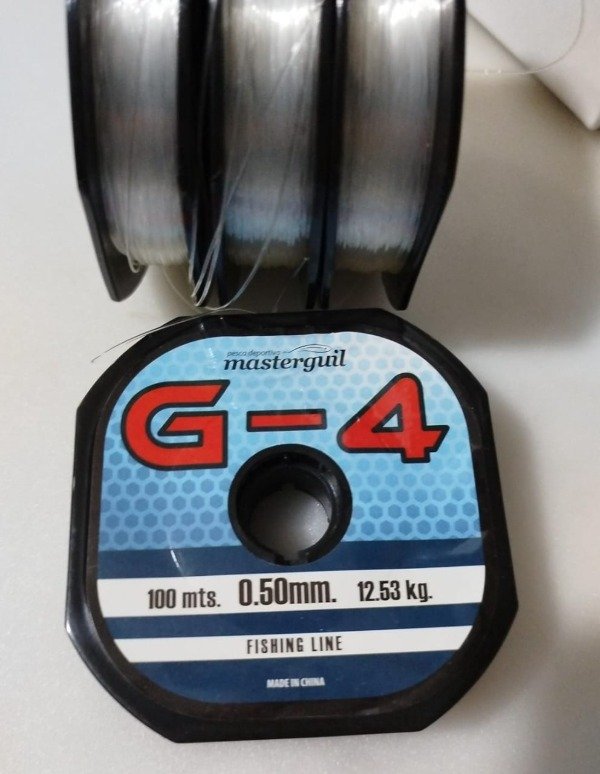 pesca deportiva
masterguil
G-4
100 mts. 0.50mm. 12.53 kg.
FISHING LINE
MADE IN CHINA